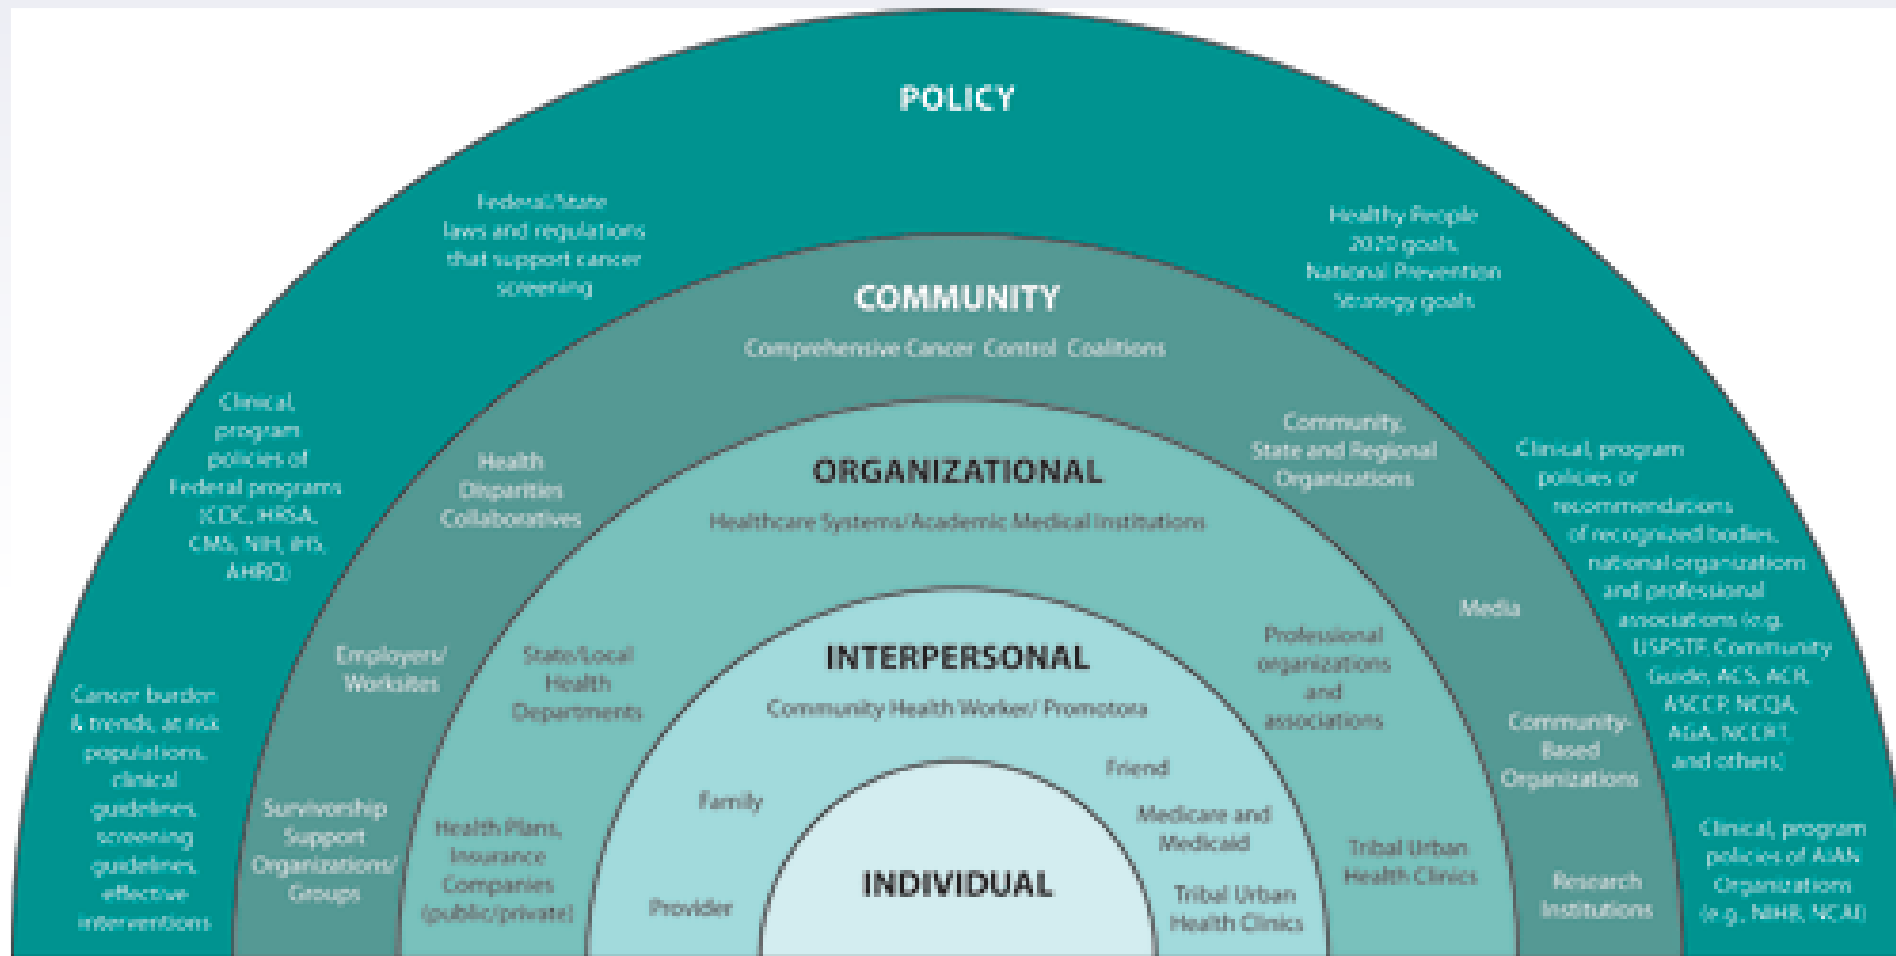 POLICY
Federal/State
laws and regulations
that support cancer
screening
Healthy People
2020 goals,
National Prevention
Strategy goals
Clinical,
program
policies of
Federal programs
(CDC, HRSA,
CMS, NIH, IHS,
AHRQ)
Clinical, program
policies or
recommendations
of recognized bodies,
national organizations
and professional
associations (e.g.
USPSTF, Community
Guide, ACS, ACR,
ASCCP, NCQA,
AGA, NCCRT,
and others)
Cancer burden
& trends, at risk
populations,
clinical
guidelines,
screening
guidelines,
effective
interventions
Clinical, program
policies of AIAN
Organizations
(e.g., NIHB, NCAI)
COMMUNITY
Comprehensive Cancer Control Coalitions
Health
Disparities
Collaboratives
Community,
State and Regional
Organizations
Employers/
Worksites
Media
Survivorship
Support
Organizations/
Groups
Community-
Based
Organizations
Research
Institutions
ORGANIZATIONAL
Healthcare Systems/Academic Medical Institutions
State/Local
Health
Departments
Professional
organizations
and
associations
Health Plans,
Insurance
Companies
(public/private)
Tribal Urban
Health Clinics
INTERPERSONAL
Community Health Worker/ Promotora
Family
Friend
Medicare and
Medicaid
Provider
Tribal Urban
Health Clinics
INDIVIDUAL